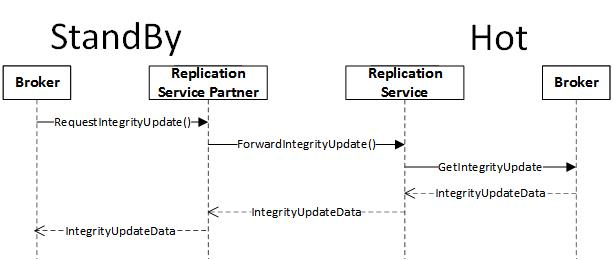 StandBy
Hot
Broker
Replication
Service Partner
Replication
Service
Broker
RequestIntegrityUpdate()
ForwardIntegrityUpdate()
GetIntegrityUpdate
IntegrityUpdateData
IntegrityUpdateData
IntegrityUpdateData